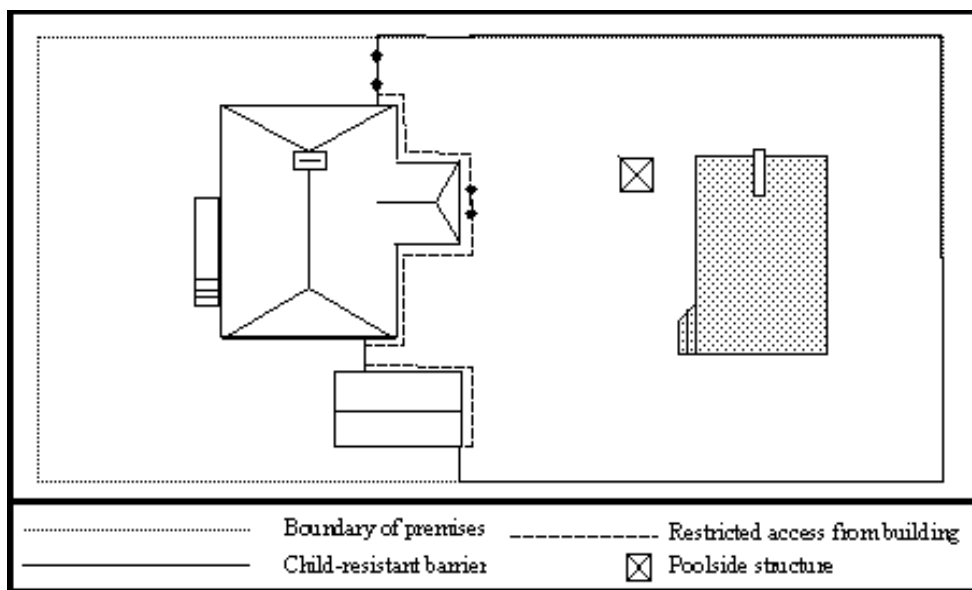 Boundary of premises
Restricted access from building
Child-resistant barrier
Poolside structure